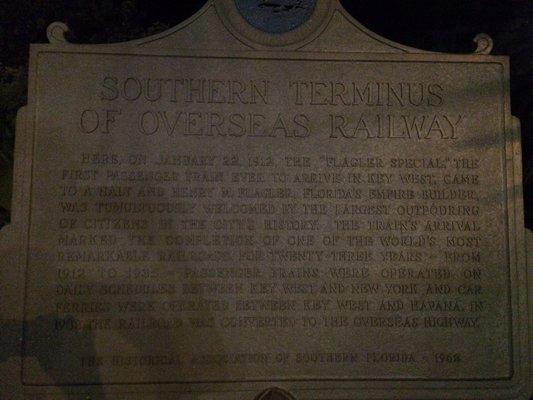 SOUTHERN TERMINUS
OF OVERSEAS RAILWAY
HERE, ON JANUARY 22, 1912, THE "FLAGLER SPECIAL", THE
FIRST PASSENGER TRAIN EVER TO ARRIVE IN KEY WEST, CAME
TO A HALT AND HENRY M. FLAGLER, FLORIDA'S EMPIRE BUILDER,
WAS TUMULTUOUSLY WELCOMED BY THE LARGEST OUTPOURING
OF CITIZENS IN THE CITY'S HISTORY. THE TRAIN'S ARRIVAL
MARKED THE COMPLETION OF ONE OF THE WORLD'S MOST
REMARKABLE RAILROADS. FOR TWENTY-THREE YEARS - FROM
1912 TO 1935 - PASSENGER TRAINS WERE OPERATED ON
DAILY SCHEDULES BETWEEN KEY WEST AND NEW YORK AND CAR
FERRIES WERE OPERATED BETWEEN KEY WEST AND HAVANA. IN
THE RAILROAD WAS CONVERTED TO THE OVERSEAS HIGHWAY.
THE HISTORICAL ASSOCIATION OF SOUTHERN FLORIDA - 1968